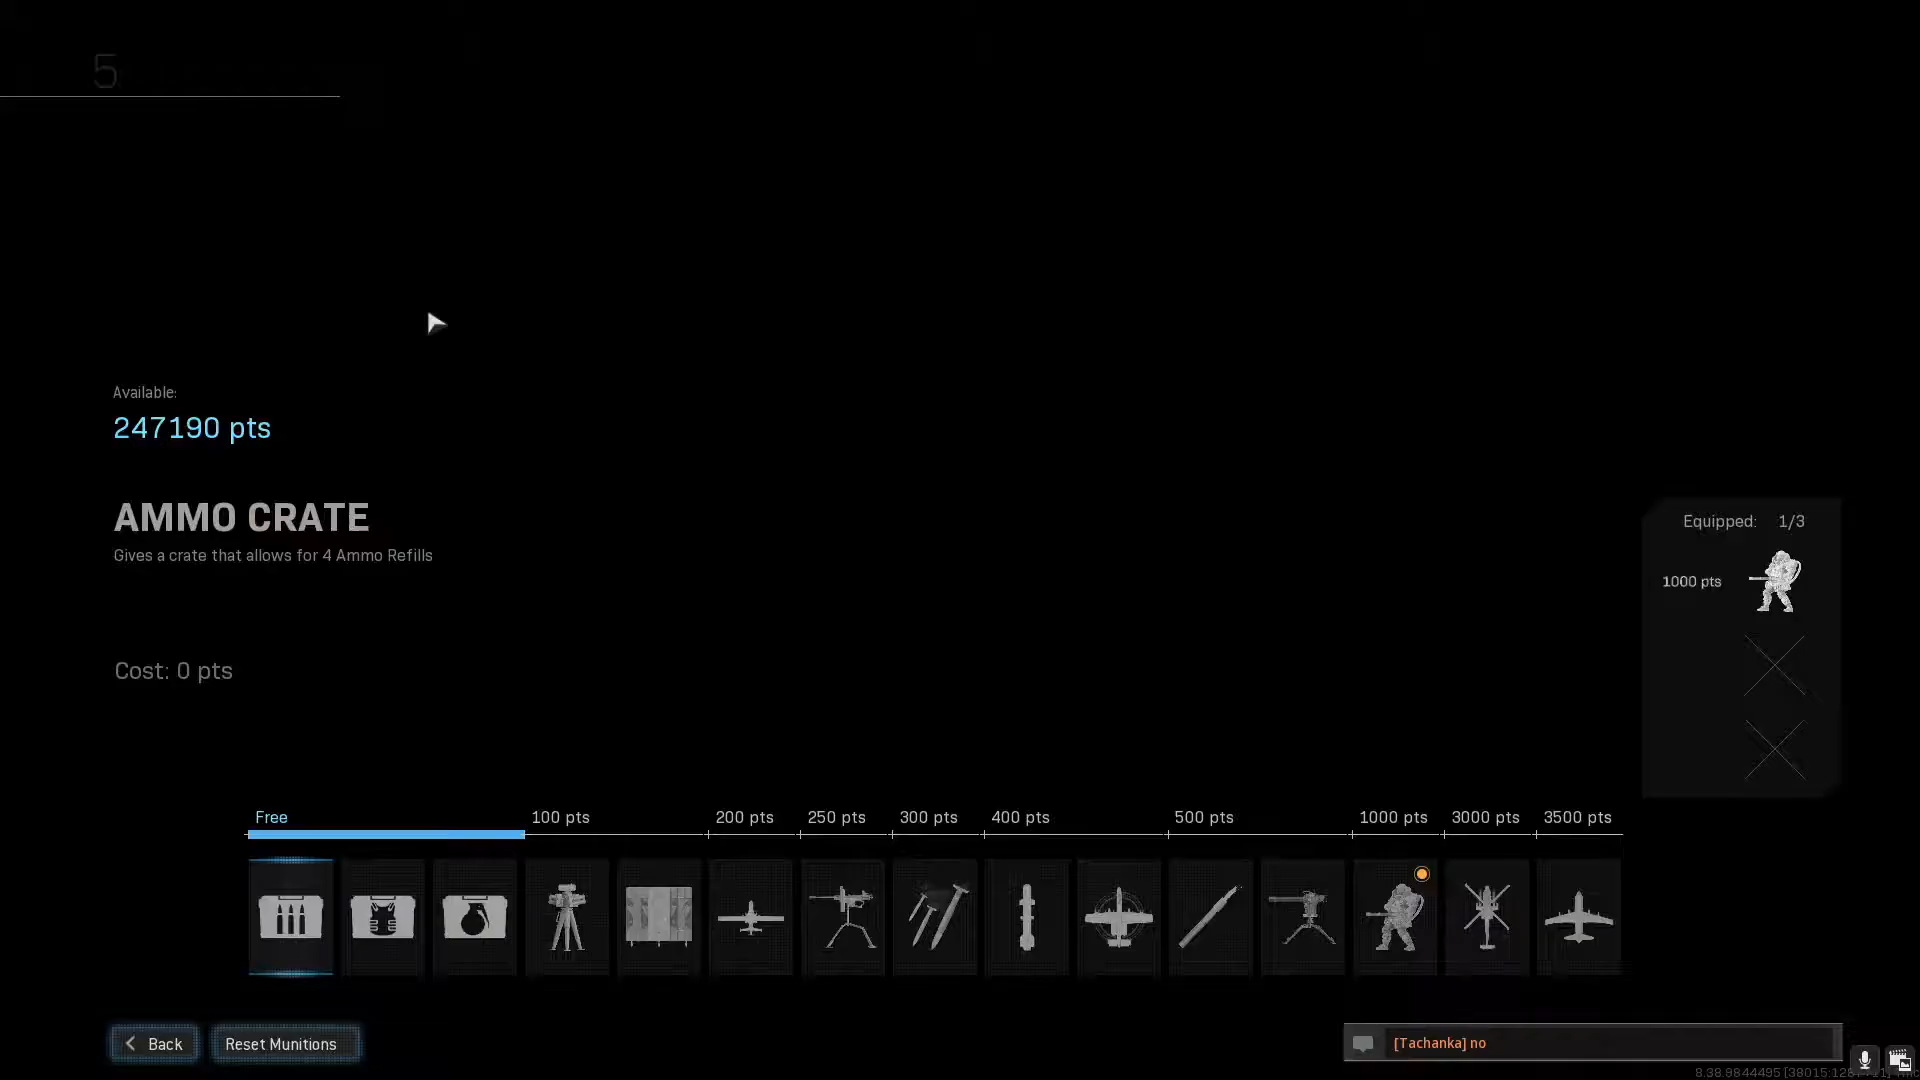 5
Available:
247190 pts
AMMO CRATE
Gives a crate that allows for 4 Ammo Refills
Cost: 0 pts
Equipped: 1/3
1000 pts
Free
100 pts
200 pts
250 pts
300 pts
400 pts
500 pts
1000 pts
3000 pts
3500 pts
Back
Reset Munitions
[Tachanka] no